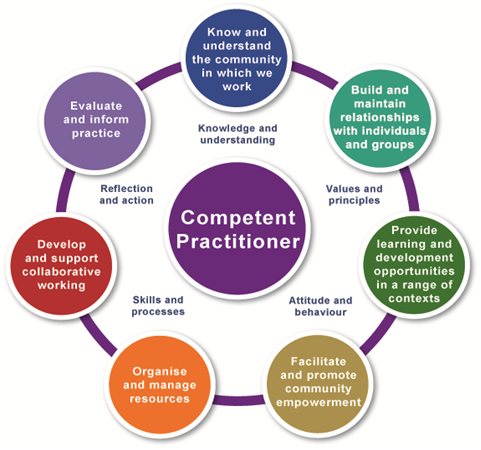 Know and
understand
the community
in which we
work
Build and
maintain
relationships
with individuals
and groups
Provide
learning and
development
opportunities
in a range of
contexts
Facilitate
and promote
community
empowerment
Organise
and manage
resources
Develop
and support
collaborative
working
Evaluate
and inform
practice
Knowledge and
understanding
Values and
principles
Attitude and
behaviour
Skills and
processes
Reflection
and action
Competent
Practitioner